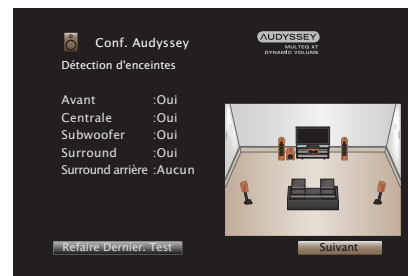 Conf. Audyssey
AUDYSSEY
MULTEQ XT
DYNAMIC VOLUME
Détection d'enceintes
Avant :Oui
Centrale :Oui
Subwoofer :Oui
Surround :Oui
Surround arrière :Aucun
Refaire Dernier. Test
Suivant